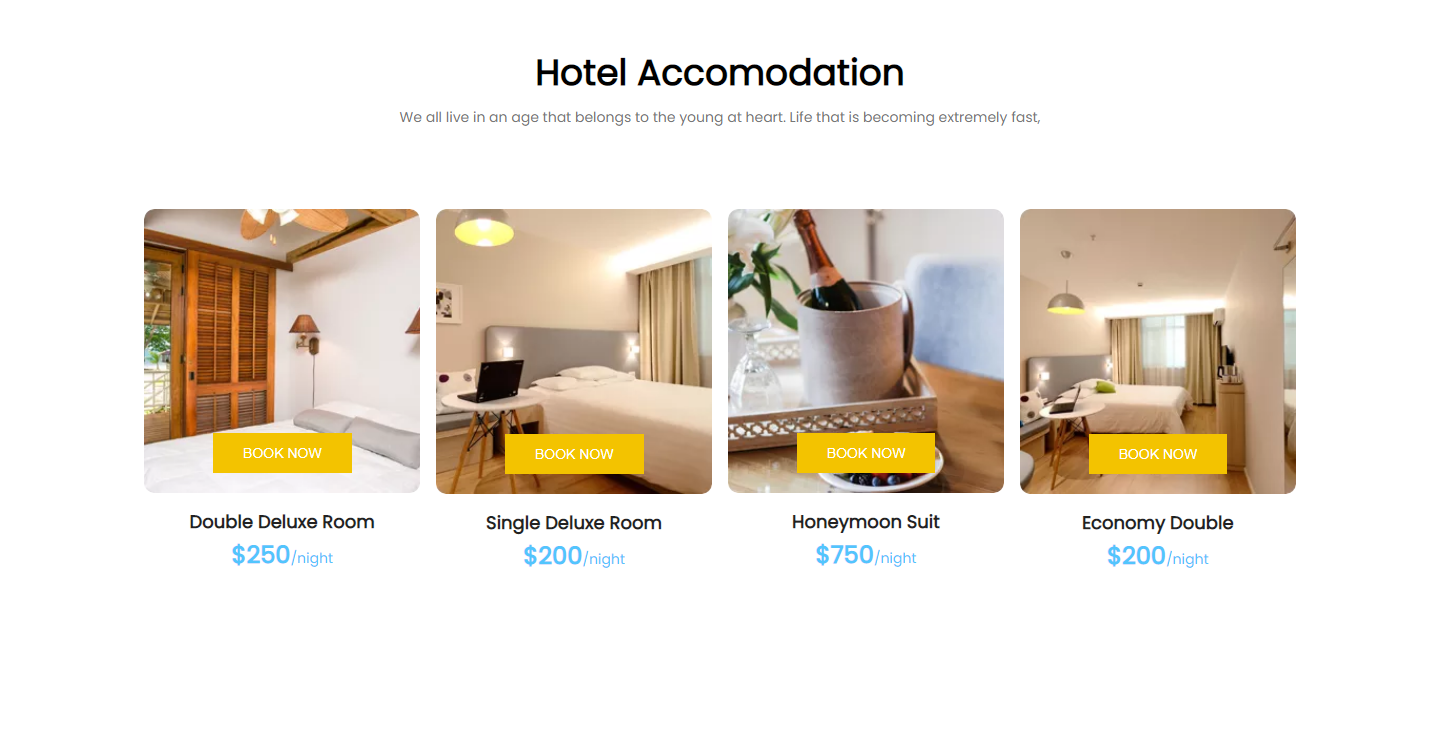 Hotel Accomodation
We all live in an age that belongs to the young at heart. Life that is becoming extremely fast,
BOOK NOW
BOOK NOW
BOOK NOW
BOOK NOW
Double Deluxe Room
Single Deluxe Room
Honeymoon Suit
Economy Double
$250/night
$200/night
$750/night
$200/night